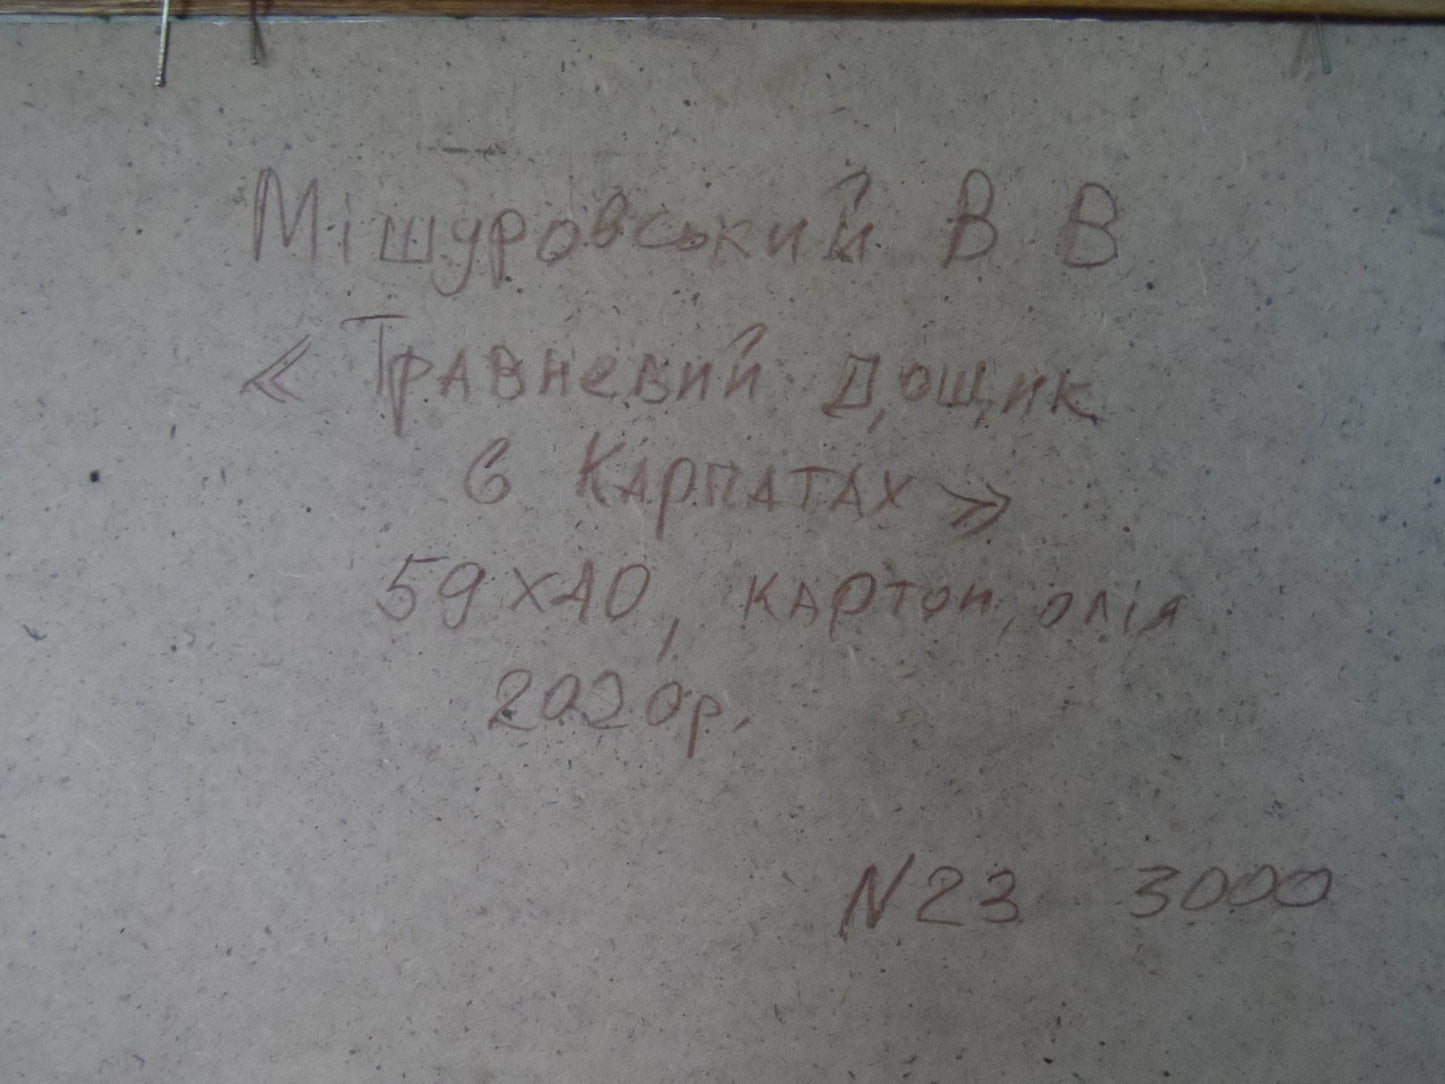 Мішуровський В В
« Травневий дощик
в Карпатах »
59х40, картон, олія
2020р.
N23 3000